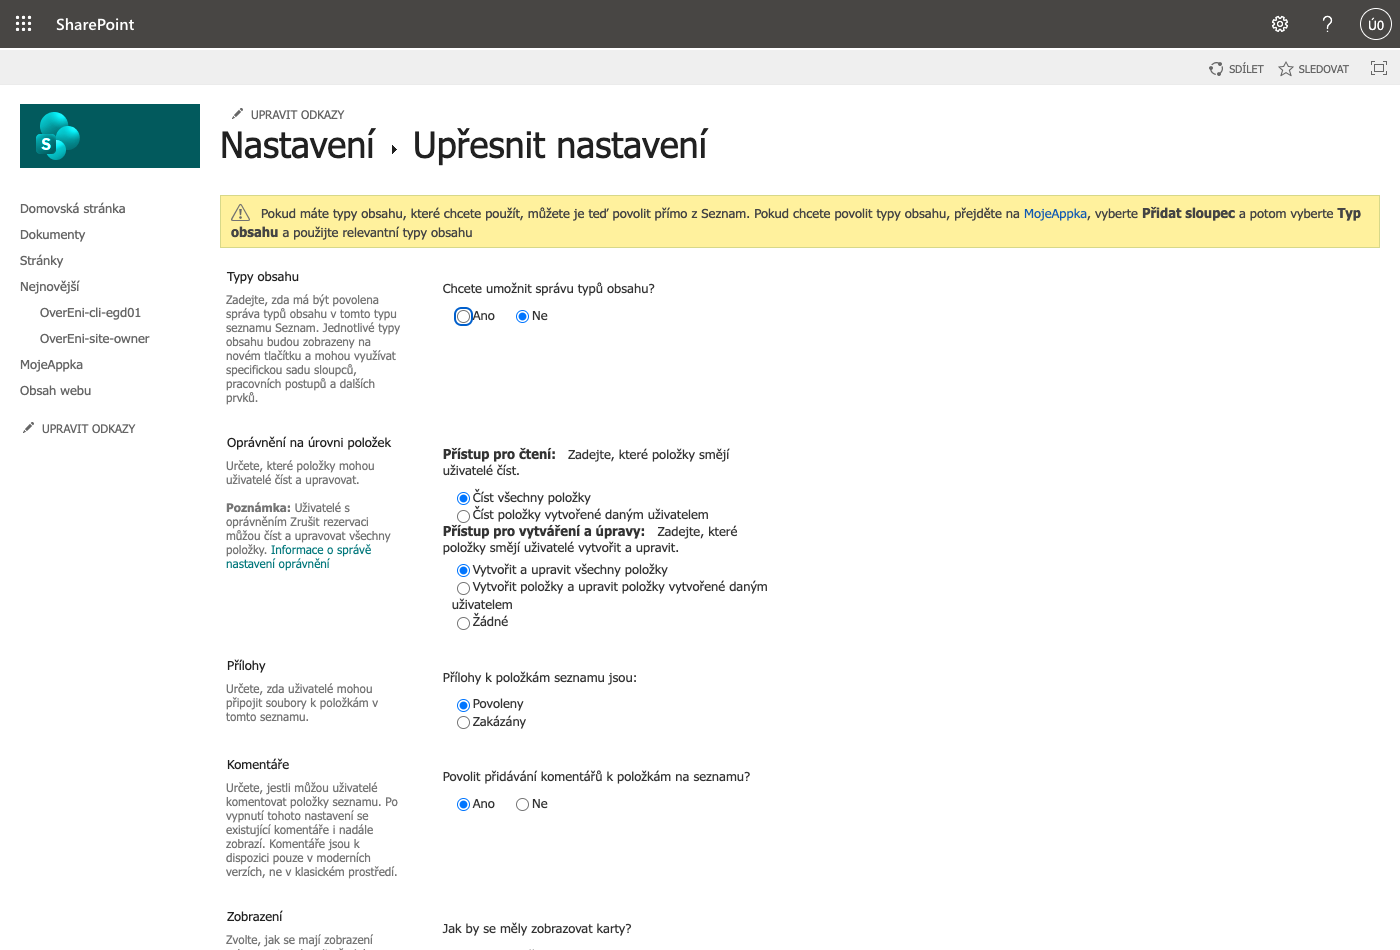 SharePoint
Ú0
SDÍLET
SLEDOVAT
UPRAVIT ODKAZY
Nastavení ▸ Upřesnit nastavení
S
Domovská stránka
Dokumenty
Stránky
Nejnovější
OverEni-cli-egd01
OverEni-site-owner
MojeAppka
Obsah webu
UPRAVIT ODKAZY
Pokud máte typy obsahu, které chcete použít, můžete je teď povolit přímo z Seznam. Pokud chcete povolit typy obsahu, přejděte na MojeAppka, vyberte Přidat sloupec a potom vyberte Typ
obsahu a použijte relevantní typy obsahu
Typy obsahu
Zadejte, zda má být povolena
správa typů obsahu v tomto typu
seznamu Seznam. Jednotlivé typy
obsahu budou zobrazeny na
novém tlačítku a mohou využívat
specifickou sadu sloupců,
pracovních postupů a dalších
prvků.
Chcete umožnit správu typů obsahu?
Ano Ne
Oprávnění na úrovni položek
Určete, které položky mohou
uživatelé číst a upravovat.
Poznámka: Uživatelé s
oprávněním Zrušit rezervaci
můžou číst a upravovat všechny
položky. Informace o správě
nastavení oprávnění
Přístup pro čtení: Zadejte, které položky smějí
uživatelé číst.
Číst všechny položky
Číst položky vytvořené daným uživatelem
Přístup pro vytváření a úpravy: Zadejte, které
položky smějí uživatelé vytvořit a upravit.
Vytvořit a upravit všechny položky
Vytvořit položky a upravit položky vytvořené daným
uživatelem
Žádné
Přílohy
Určete, zda uživatelé mohou
připojit soubory k položkám v
tomto seznamu.
Přílohy k položkám seznamu jsou:
Povoleny
Zakázány
Komentáře
Určete, jestli můžou uživatelé
komentovat položky seznamu. Po
vypnutí tohoto nastavení se
existující komentáře i nadále
zobrazí. Komentáře jsou k
dispozici pouze v moderních
verzích, ne v klasickém prostředí.
Povolit přidávání komentářů k položkám na seznamu?
Ano Ne
Zobrazení
Zvolte, jak se mají zobrazení
Jak by se měly zobrazovat karty?